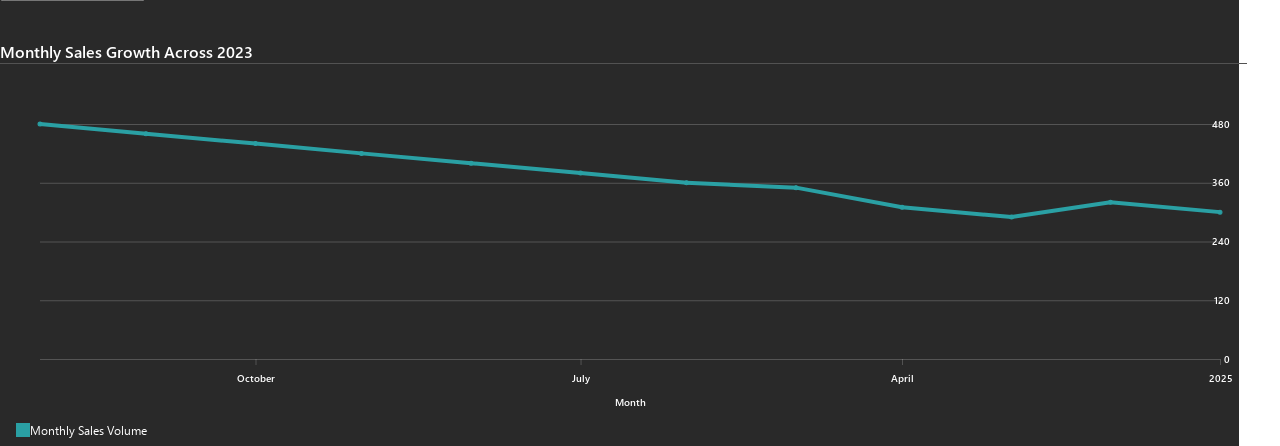 Monthly Sales Growth Across 2023
480
360
240
120
0
October
July
April
2025
Month
Monthly Sales Volume